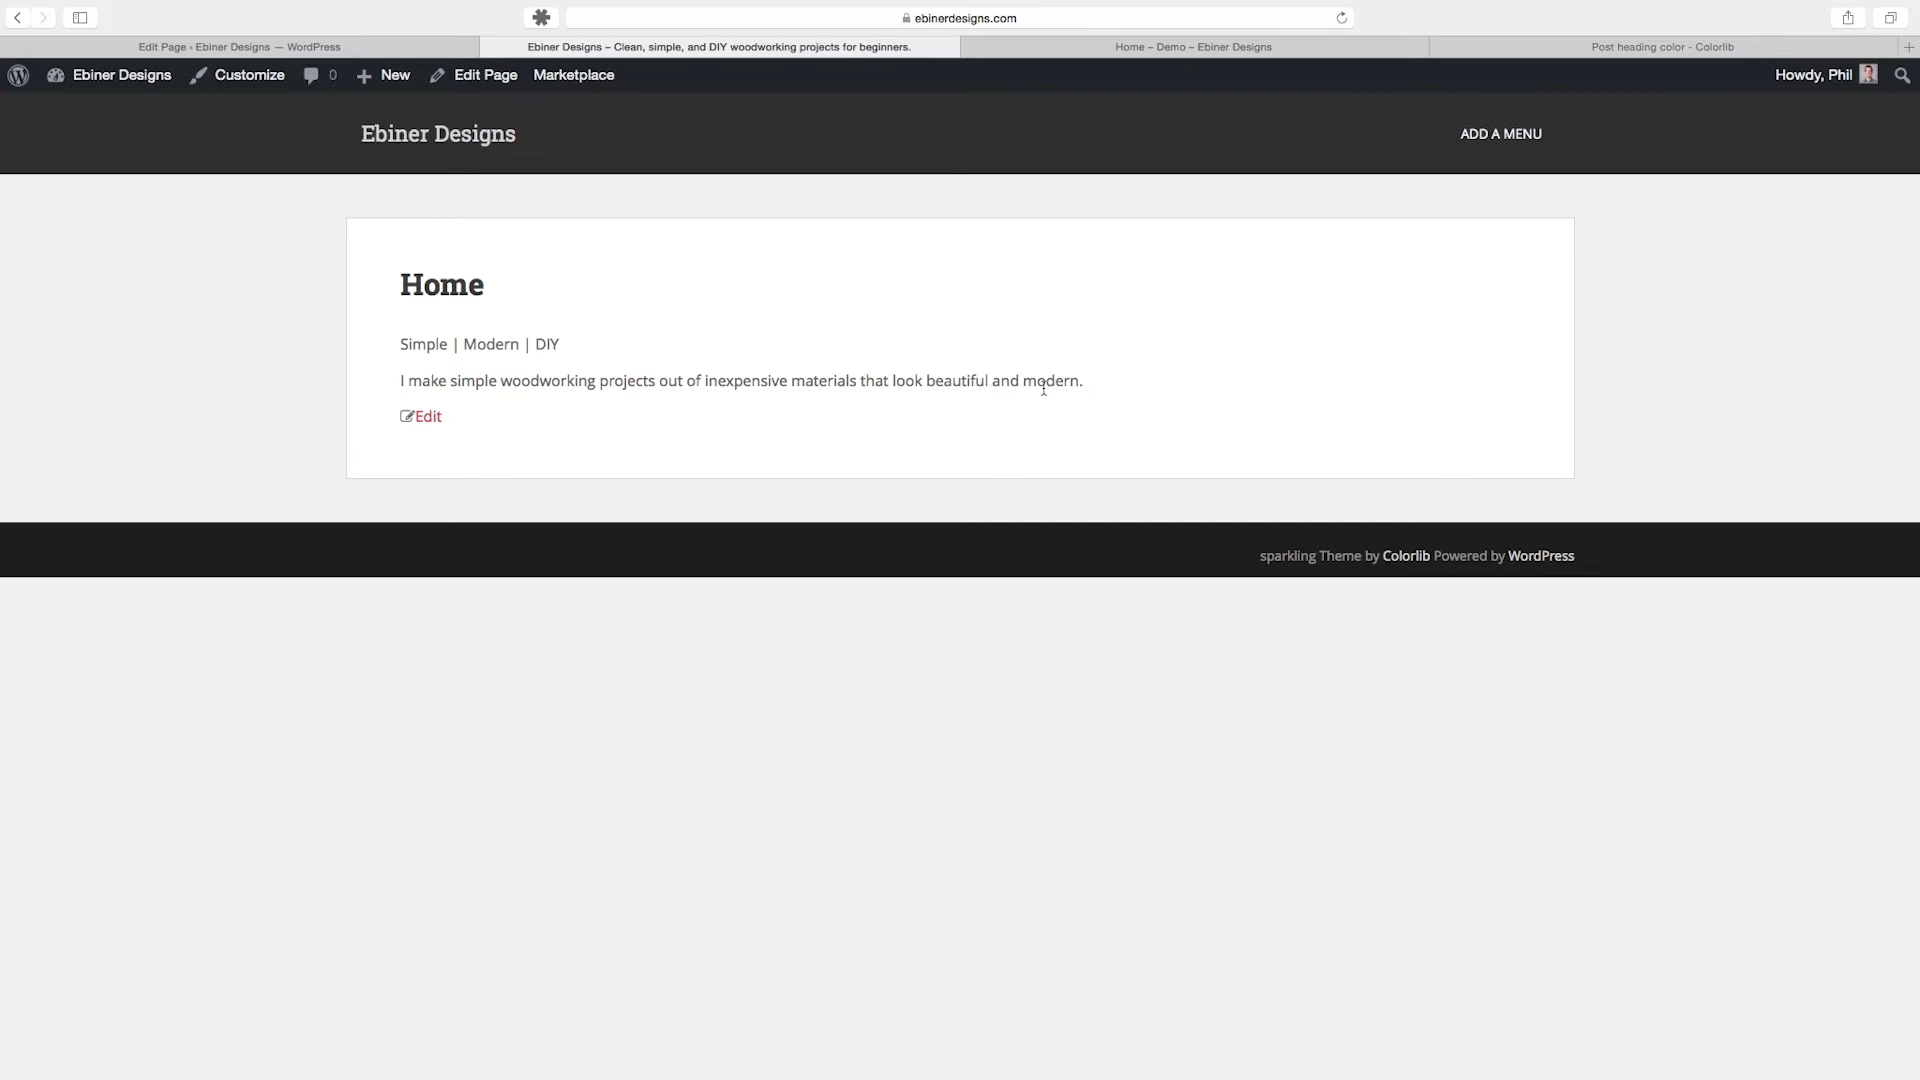 ebinerdesigns.com
Edit Page ‹ Ebiner Designs — WordPress
Ebiner Designs – Clean, simple, and DIY woodworking projects for beginners.
Home – Demo – Ebiner Designs
Post heading color - Colorlib
Ebiner Designs Customize 0 New Edit Page Marketplace Howdy, Phil
Ebiner Designs ADD A MENU
Home
Simple | Modern | DIY
I make simple woodworking projects out of inexpensive materials that look beautiful and modern.
Edit
sparkling Theme by Colorlib Powered by WordPress